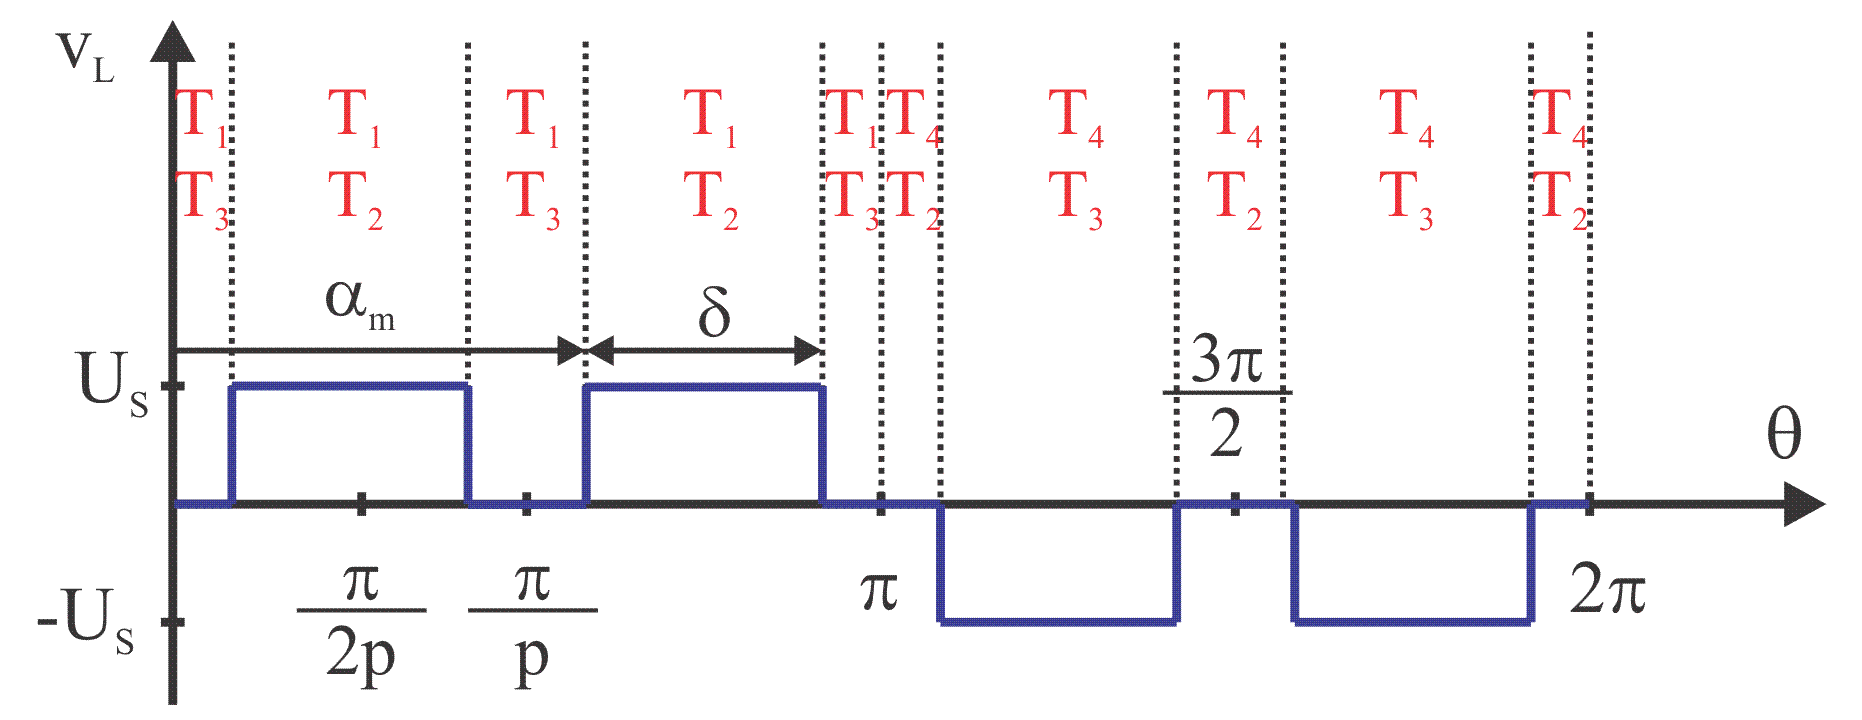 vL
T1 T1 T1 T1 T1 T4 T4 T4 T4 T4
T3 T2 T3 T2 T3 T2 T3 T2 T3 T2
αm δ
US
3π
2
θ
π
2p
π
p
π
2π
-US